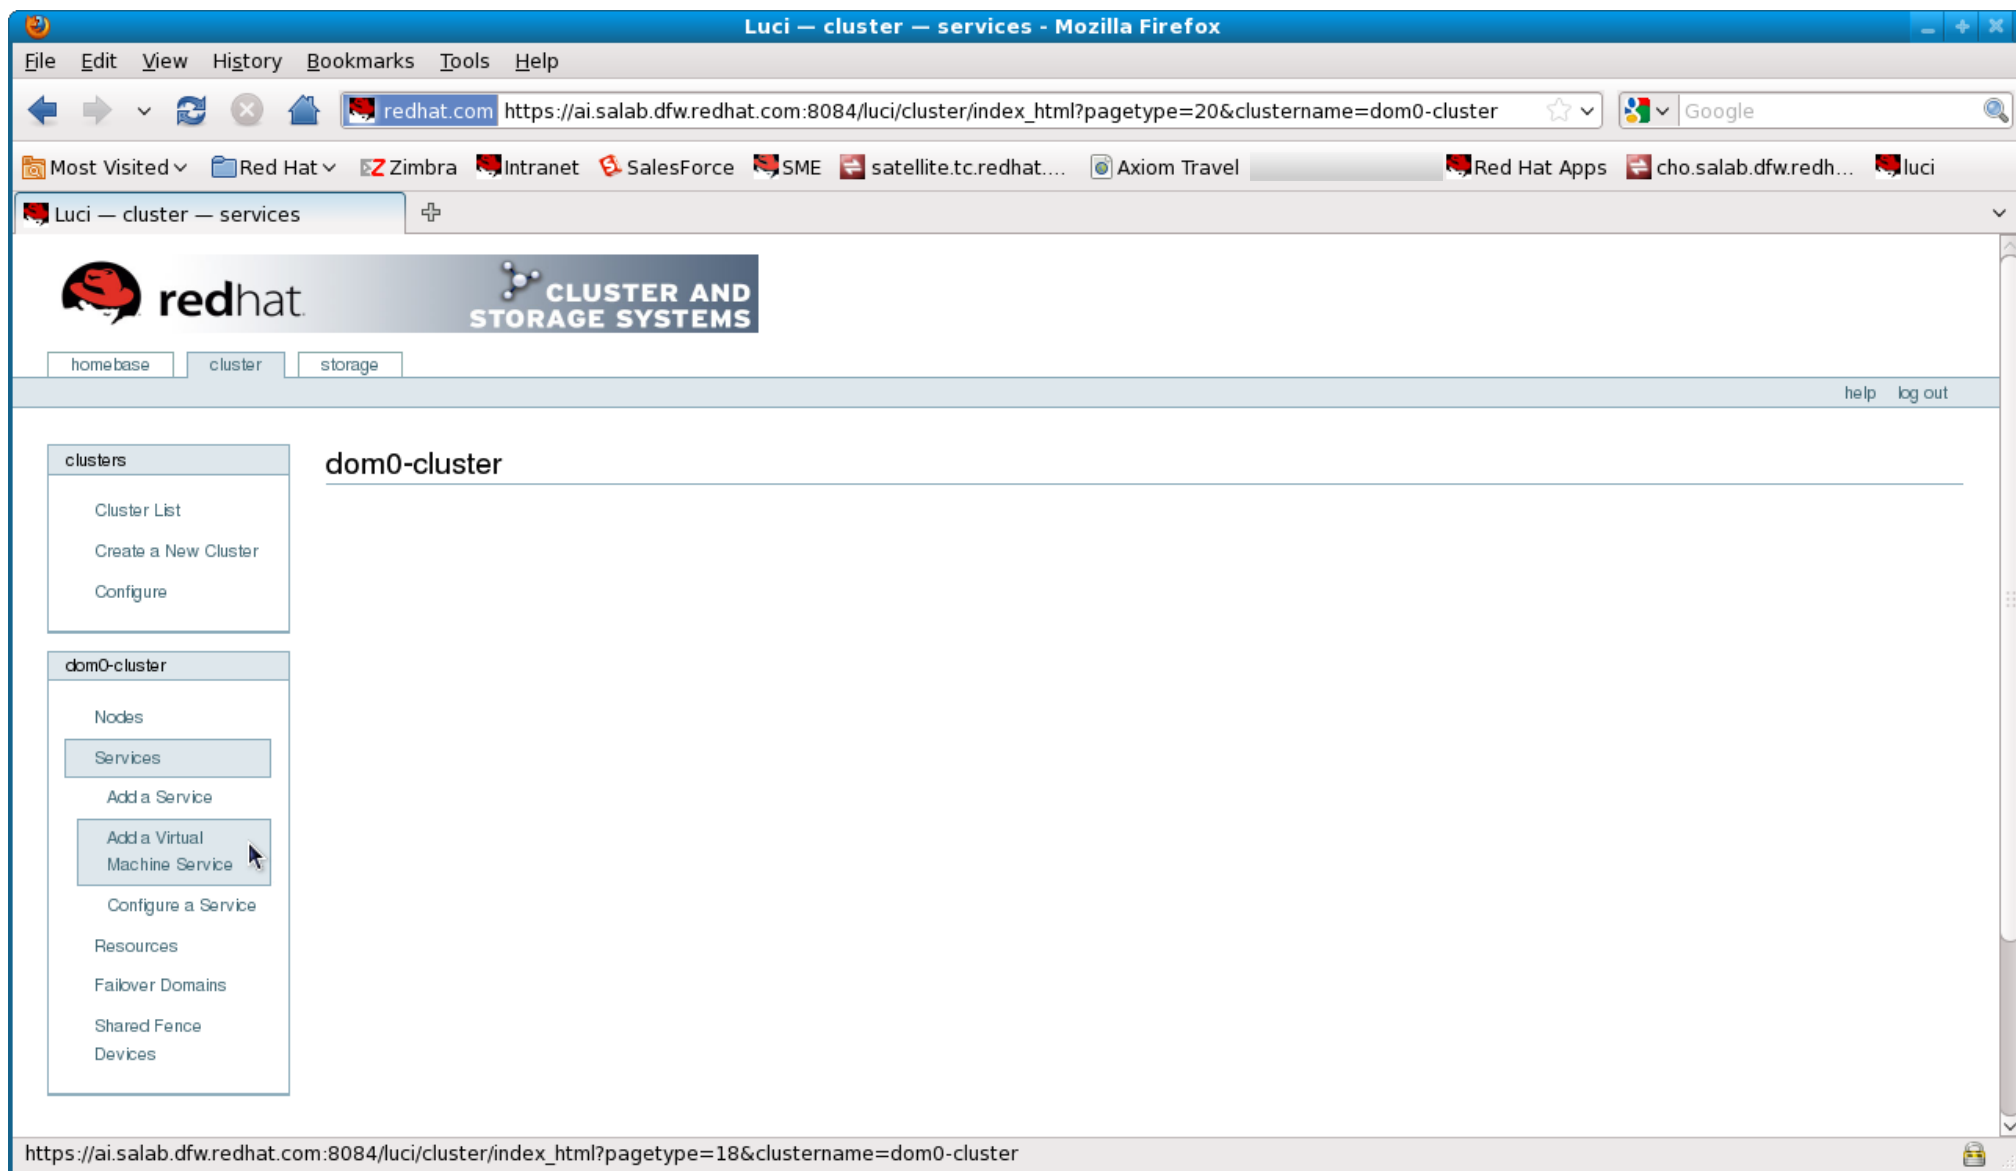 Luci — cluster — services - Mozilla Firefox
File Edit View History Bookmarks Tools Help
redhat.com https://ai.salab.dfw.redhat.com:8084/luci/cluster/index_html?pagetype=20&clustername=dom0-cluster Google
Most Visited Red Hat Zimbra Intranet SalesForce SME satellite.tc.redhat.... Axiom Travel Red Hat Apps cho.salab.dfw.redh... luci
Luci — cluster — services
redhat.
CLUSTER AND
STORAGE SYSTEMS
homebase cluster storage
help log out
clusters
Cluster List
Create a New Cluster
Configure
dom0-cluster
Nodes
Services
Add a Service
Add a Virtual
Machine Service
Configure a Service
Resources
Failover Domains
Shared Fence
Devices
dom0-cluster
https://ai.salab.dfw.redhat.com:8084/luci/cluster/index_html?pagetype=18&clustername=dom0-cluster